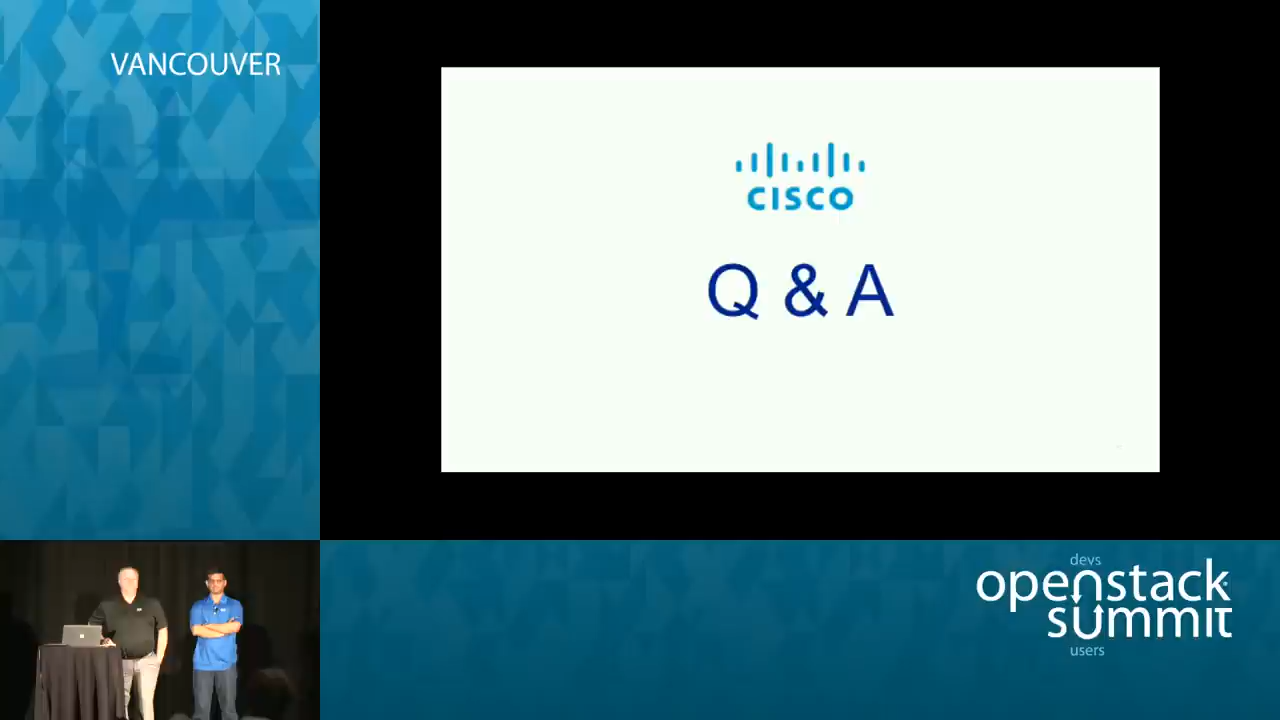 VANCOUVER
CISCO
Q & A
devs
openstack
summit
users